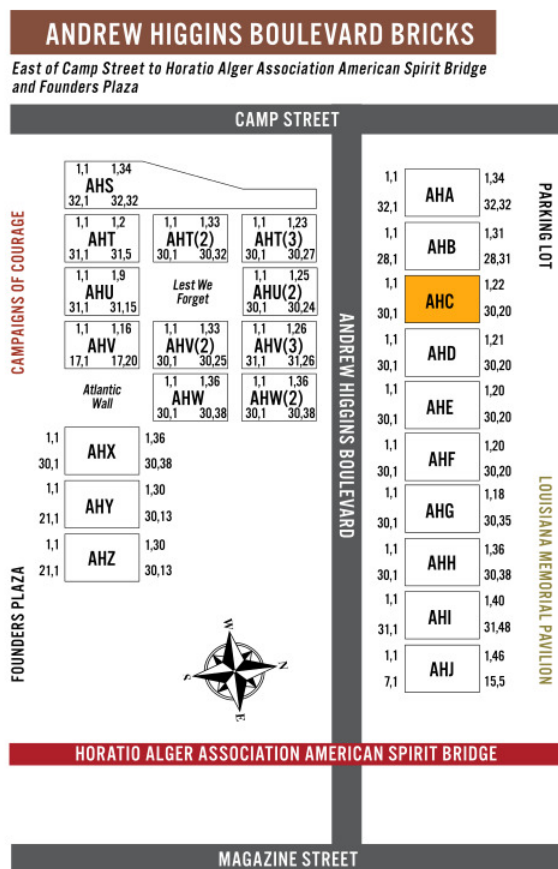 ANDREW HIGGINS BOULEVARD BRICKS
East of Camp Street to Horatio Alger Association American Spirit Bridge
and Founders Plaza
CAMP STREET
CAMPAIGNS OF COURAGE
FOUNDERS PLAZA
1,1 1,34
AHS
32,1 32,32
1,1 1,2
AHT
31,1 31,5
1,1 1,33
AHT(2)
30,1 30,32
1,1 1,23
AHT(3)
30,1 30,27
1,1 1,9
AHU
31,1 31,15
Lest We
Forget
1,1 1,25
AHU(2)
30,1 30,24
1,1 1,16
AHV
17,1 17,20
1,1 1,33
AHV(2)
30,1 30,25
1,1 1,26
AHV(3)
31,1 31,26
Atlantic
Wall
1,1 1,36
AHW
30,1 30,38
1,1 1,36
AHW(2)
30,1 30,38
1,1 1,36
AHX
30,1 30,38
1,1 1,30
AHY
21,1 30,13
1,1 1,30
AHZ
21,1 30,13
W
N
S
E
ANDREW HIGGINS BOULEVARD
1,1 1,34
AHA
32,1 32,32
1,1 1,31
AHB
28,1 28,31
1,1 1,22
AHC
30,1 30,20
1,1 1,21
AHD
30,1 30,20
1,1 1,20
AHE
30,1 30,20
1,1 1,20
AHF
30,1 30,20
1,1 1,18
AHG
30,1 30,35
1,1 1,36
AHH
30,1 30,38
1,1 1,40
AHI
31,1 31,48
1,1 1,46
AHJ
7,1 15,5
PARKING LOT
LOUISIANA MEMORIAL PAVILION
HORATIO ALGER ASSOCIATION AMERICAN SPIRIT BRIDGE
MAGAZINE STREET